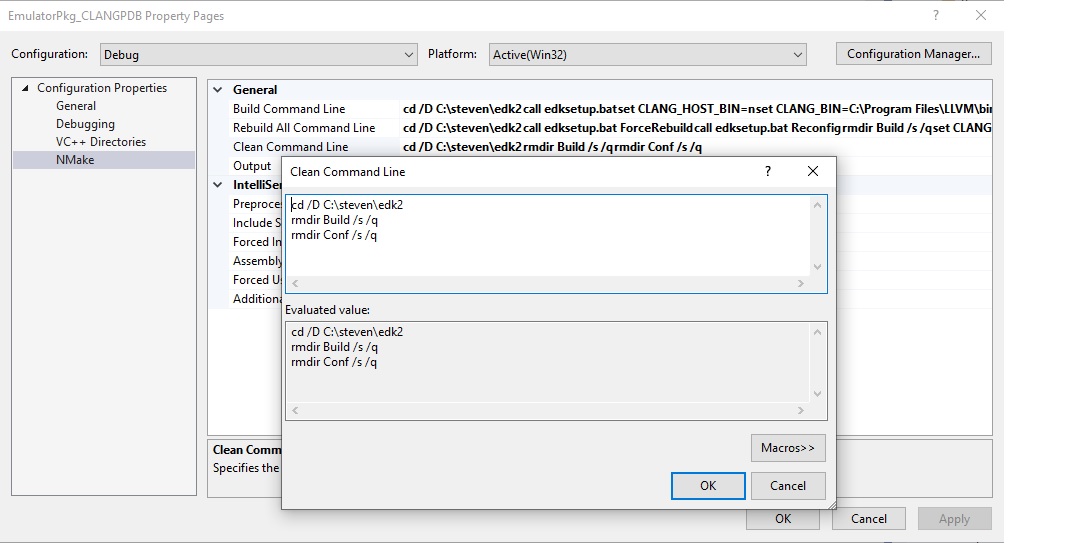 EmulatorPkg_CLANGPDB Property Pages
Configuration: Debug Platform: Active(Win32) Configuration Manager...
Configuration Properties
General
Debugging
VC++ Directories
NMake
General
Build Command Line cd /D C:\steven\edk2call edksetup.batset CLANG_HOST_BIN=nset CLANG_BIN=C:\Program Files\LLVM\bin
Rebuild All Command Line cd /D C:\steven\edk2call edksetup.bat ForceRebuildcall edksetup.bat Reconfigrmdir Build /s /qset CLANG
Clean Command Line cd /D C:\steven\edk2rmdir Build /s /qrmdir Conf /s /q
Output
IntelliSen
Preproce
Include S
Forced In
Assembly
Forced U
Additiona
Clean Comm
Specifies the
Clean Command Line
cd /D C:\steven\edk2
rmdir Build /s /q
rmdir Conf /s /q
Evaluated value:
cd /D C:\steven\edk2
rmdir Build /s /q
rmdir Conf /s /q
Macros>>
OK Cancel
OK Cancel Apply